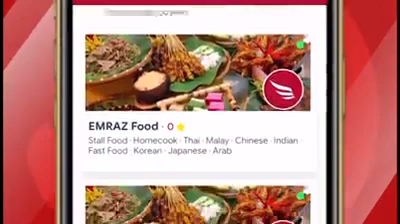 EMRAZ Food · 0
Stall Food · Homecook · Thai · Malay · Chinese · Indian ·
Fast Food · Korean · Japanese · Arab